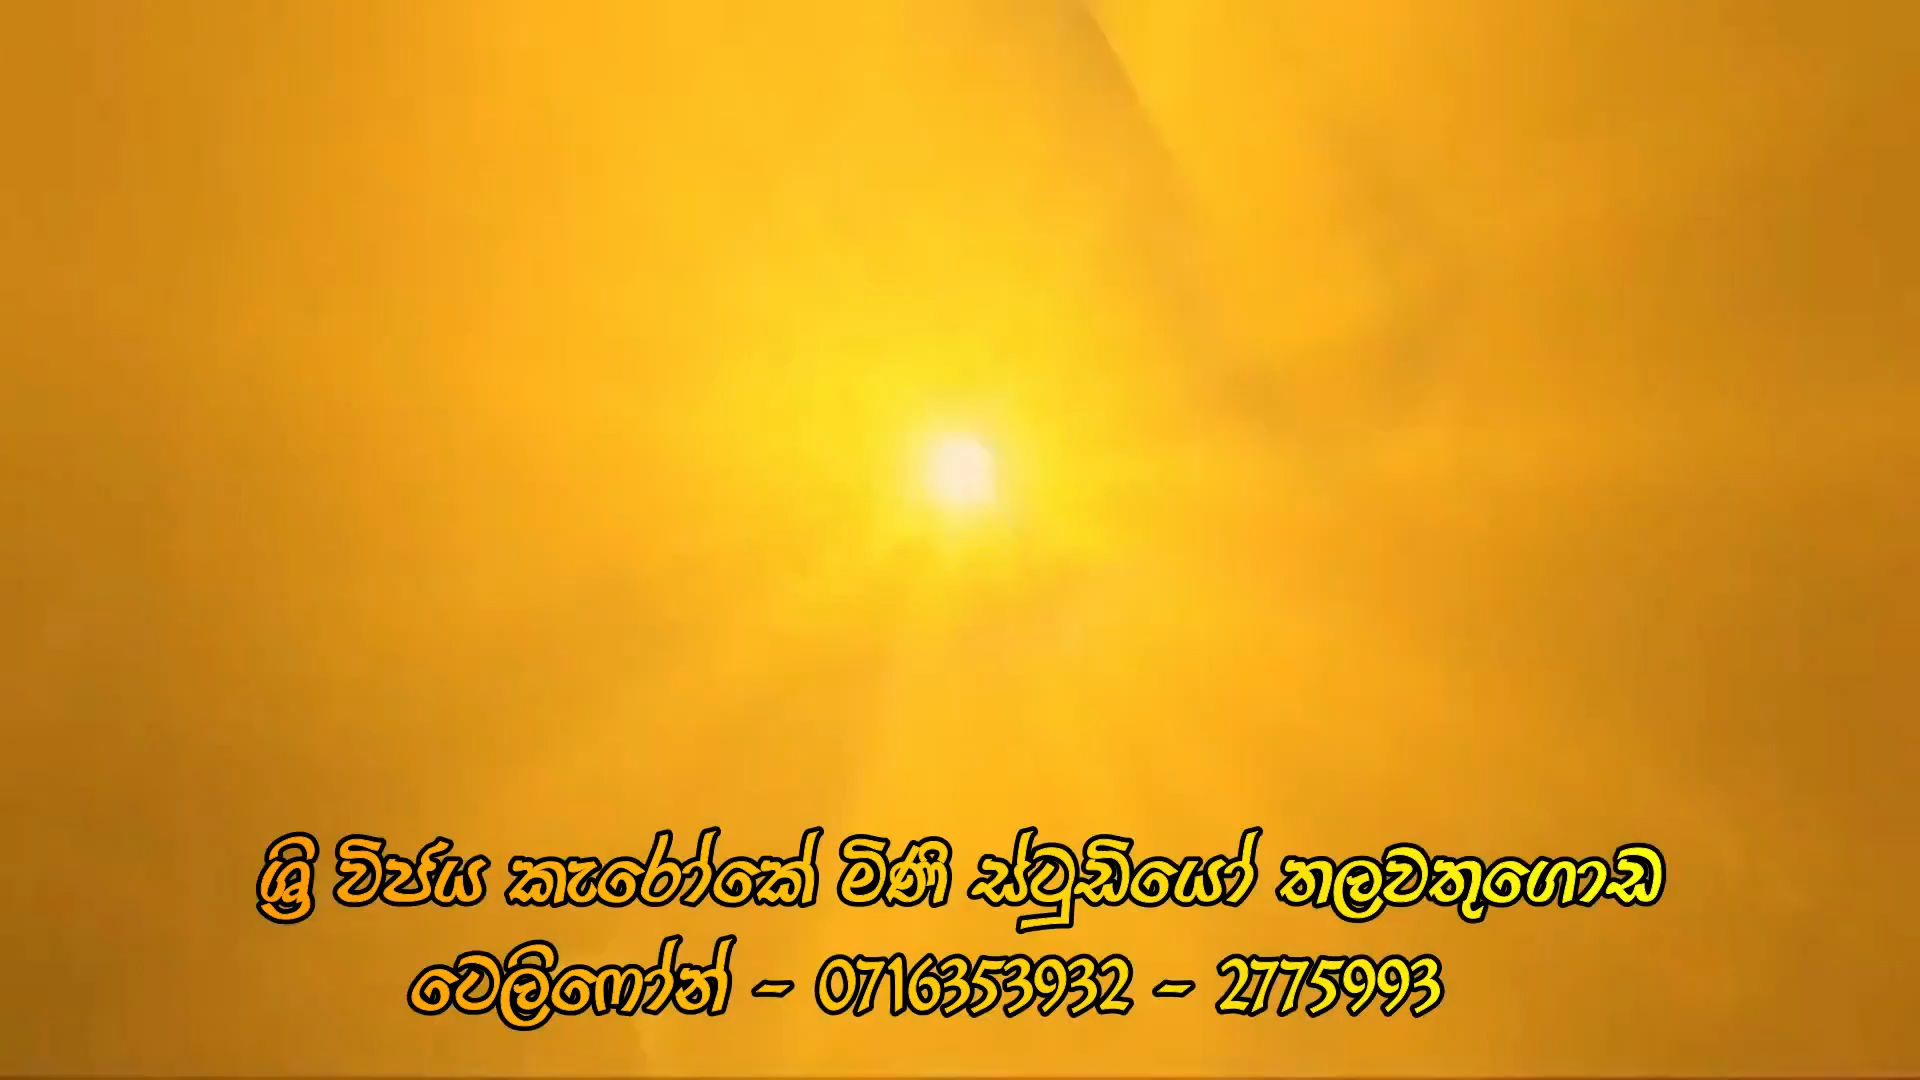 ශ්‍රි විජය කැරෝකේ මිණි ස්ටුඩියෝ තලවතුගොඩ
ටෙලිෆෝන් - 0716353932 - 2775993